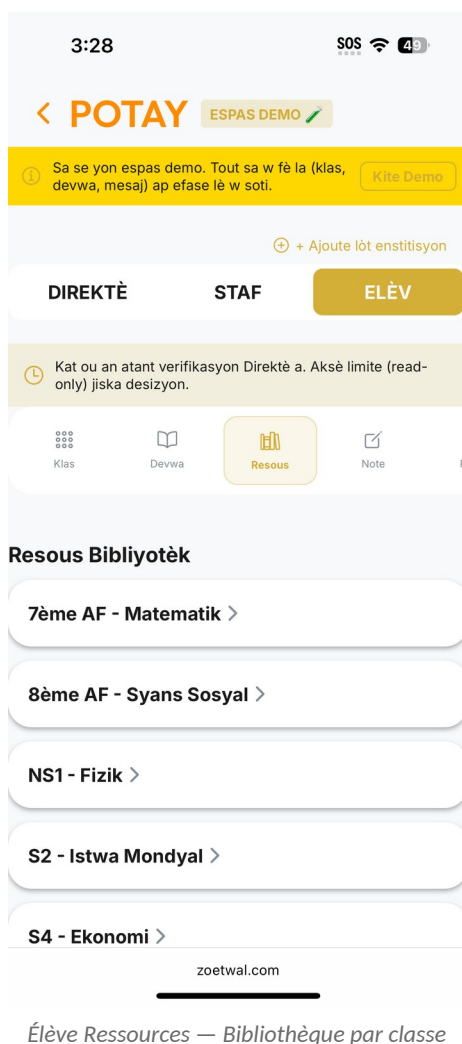 3:28
SOS
49
POTAY
ESPAS DEMO
Sa se yon espas demo. Tout sa w fè la (klas,
devwa, mesaj) ap efase lè w soti.
Kite Demo
+ Ajoute lòt enstitisyon
DIREKTÈ
STAF
ELÈV
Kat ou an atant verifikasyon Direktè a. Aksè limite (read-
only) jiska desizyon.
Klas
Devwa
Resous
Note
Resous Bibliyotèk
7ème AF - Matematik
8ème AF - Syans Sosyal
NS1 - Fizik
S2 - Istwa Mondyal
S4 - Ekonomi
zoetwal.com
Élève Ressources — Bibliothèque par classe